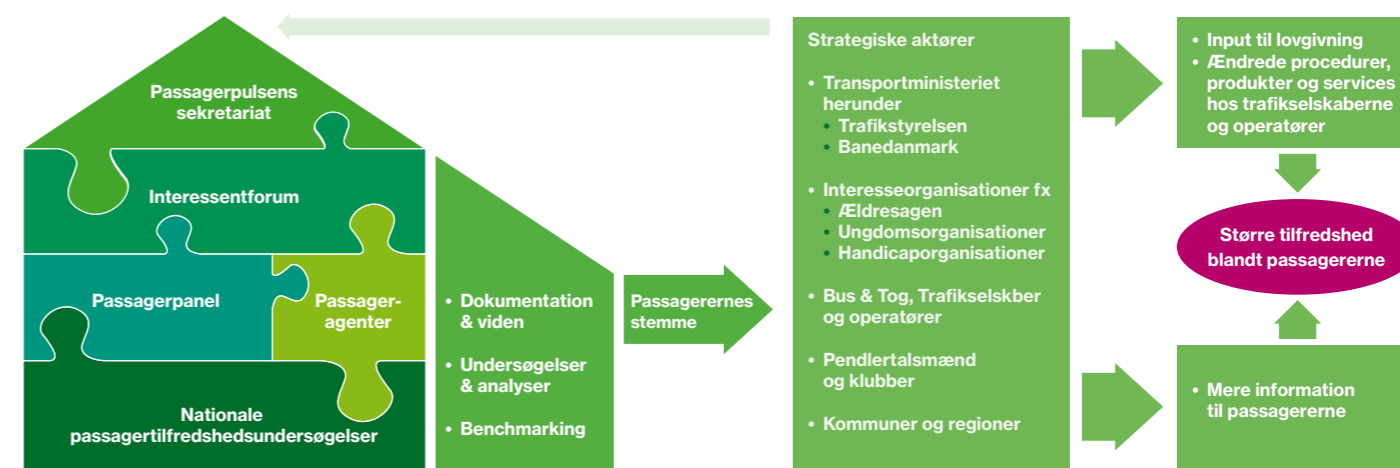 Passagerpulsens
sekretariat
Interessentforum
Passagerpanel
Passager-
agenter
Nationale
passagertilfredshedsundersøgelser
• Dokumentation
& viden
• Undersøgelser
& analyser
• Benchmarking
Passagerernes
stemme
Strategiske aktører
• Transportministeriet
herunder
• Trafikstyrelsen
• Banedanmark
• Interesseorganisationer fx
• Ældresagen
• Ungdomsorganisationer
• Handicaporganisationer
• Bus & Tog, Trafikselskber
og operatører
• Pendlertalsmænd
og klubber
• Kommuner og regioner
• Input til lovgivning
• Ændrede procedurer,
produkter og services
hos trafikselskaberne
og operatører
Større tilfredshed
blandt passagererne
• Mere information
til passagererne